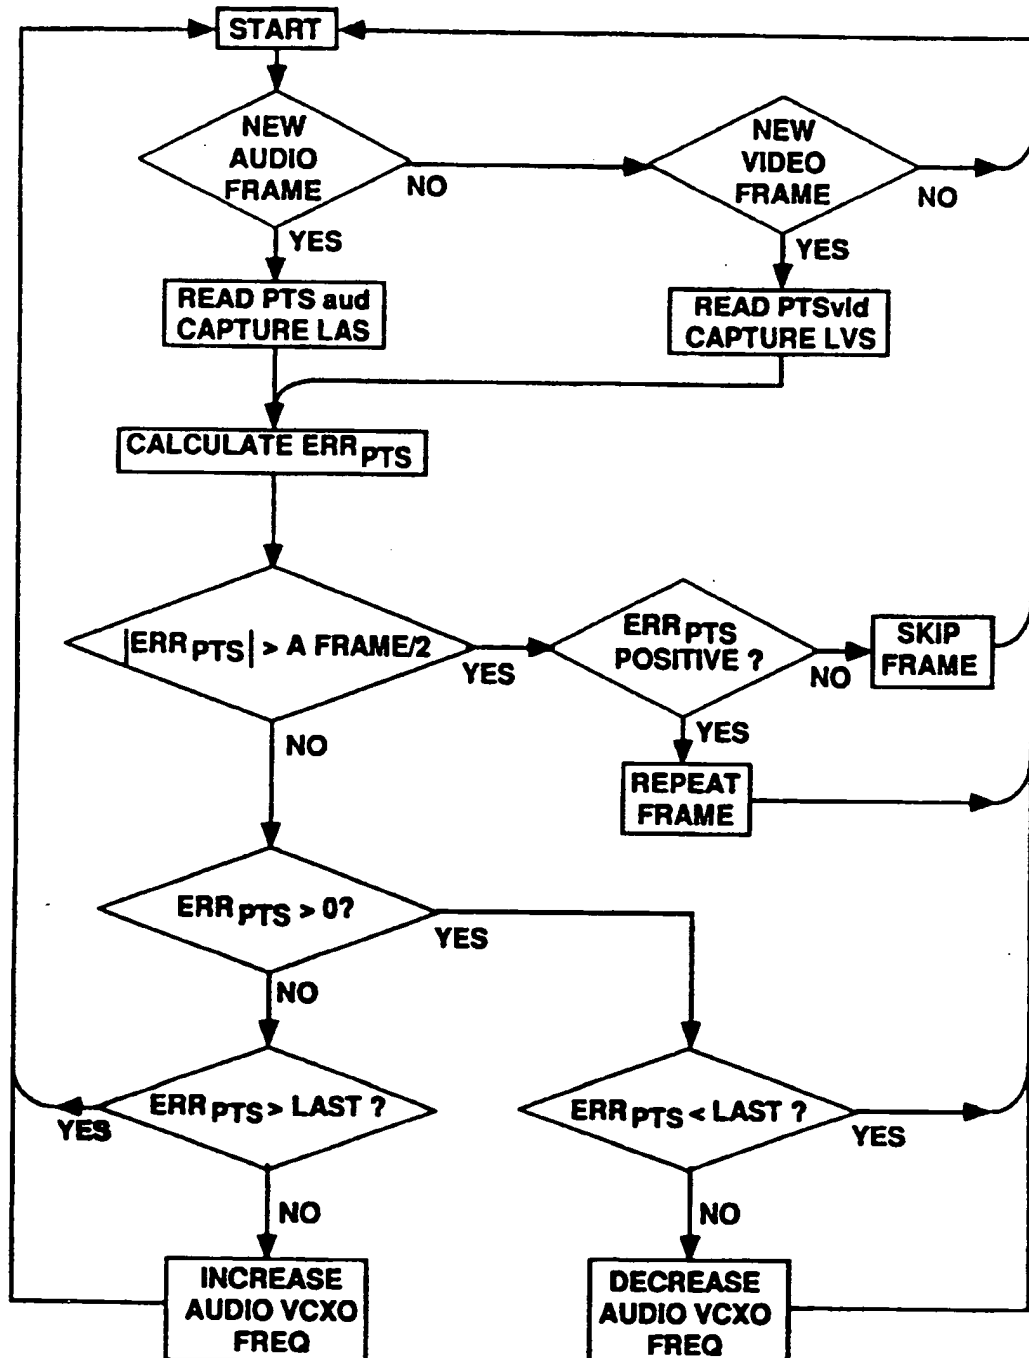 START
NEW
AUDIO
FRAME
NO
NEW
VIDEO
FRAME
NO
YES
YES
READ PTS aud
CAPTURE LAS
READ PTSvid
CAPTURE LVS
CALCULATE ERR PTS
|ERR PTS| > A FRAME/2
YES
ERR PTS
POSITIVE ?
NO
SKIP
FRAME
NO
YES
REPEAT
FRAME
ERR PTS > 0?
YES
NO
ERR PTS > LAST ?
YES
ERR PTS < LAST ?
YES
NO
NO
INCREASE
AUDIO VCXO
FREQ
DECREASE
AUDIO VCXO
FREQ